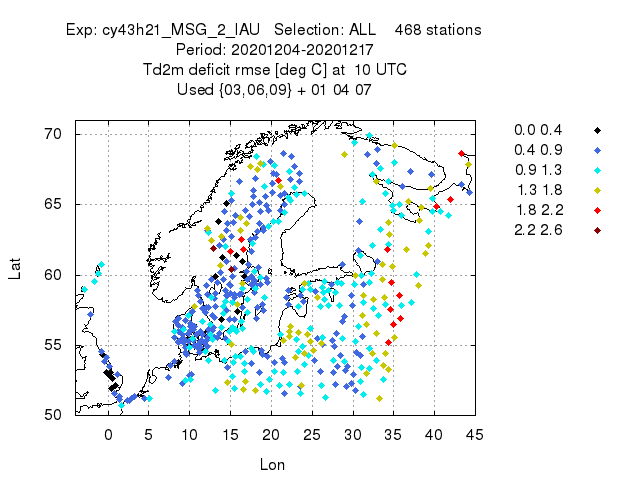 Exp: cy43h21_MSG_2_IAU   Selection: ALL    468 stations
Period: 20201204-20201217
Td2m deficit rmse [deg C] at  10 UTC
Used {03,06,09} + 01 04 07
70
65
60
55
50
Lat
0 5 10 15 20 25 30 35 40 45
Lon
0.0 0.4
0.4 0.9
0.9 1.3
1.3 1.8
1.8 2.2
2.2 2.6